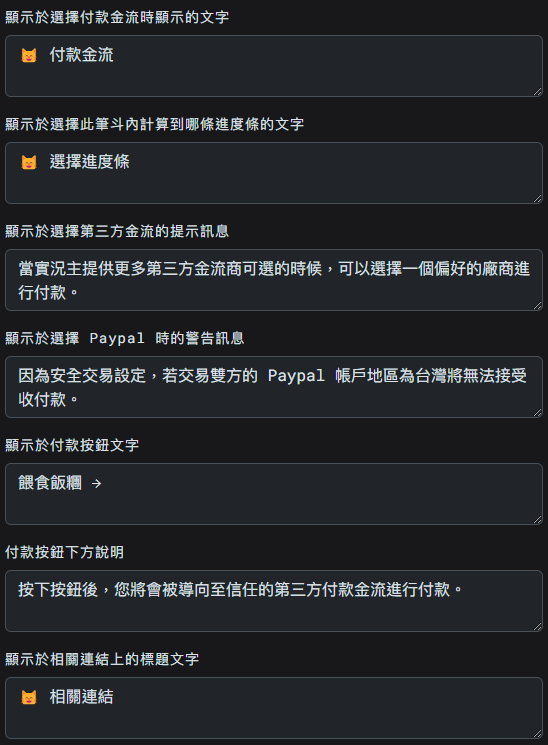 顯示於選擇付款金流時顯示的文字
😼 付款金流
顯示於選擇此筆斗內計算到哪條進度條的文字
😼 選擇進度條
顯示於選擇第三方金流的提示訊息
當實況主提供更多第三方金流商可選的時候，可以選擇一個偏好的廠商進
行付款。
顯示於選擇 Paypal 時的警告訊息
因為安全交易設定，若交易雙方的 Paypal 帳戶地區為台灣將無法接受
收付款。
顯示於付款按鈕文字
餵食飯糰 →
付款按鈕下方說明
按下按鈕後，您將會被導向至信任的第三方付款金流進行付款。
顯示於相關連結上的標題文字
😼 相關連結